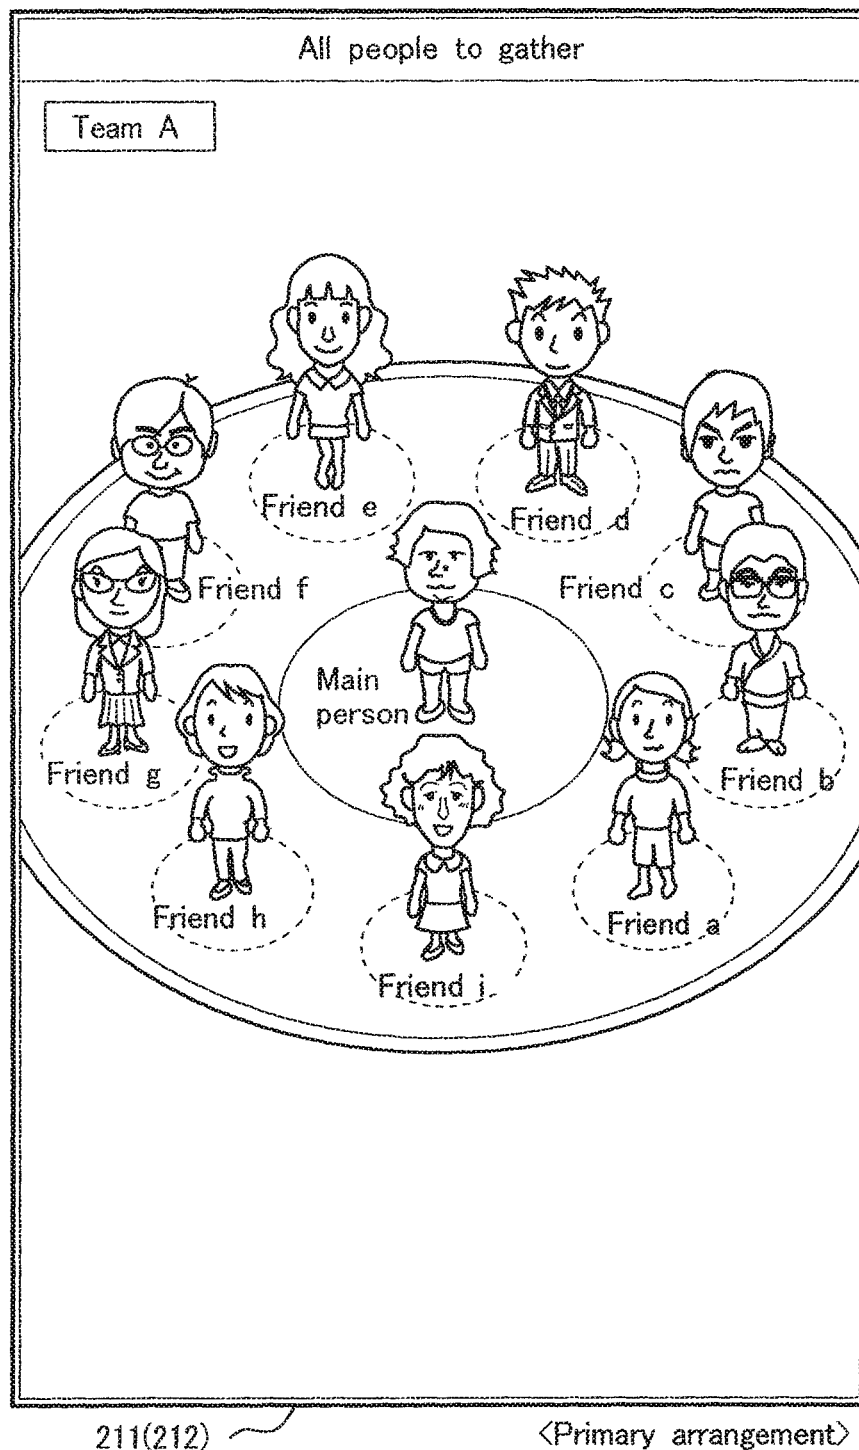 All people to gather
Team A
Friend e
Friend d
Friend f
Friend c
Main
person
Friend g
Friend b
Friend h
Friend a
Friend i
211(212)
<Primary arrangement>